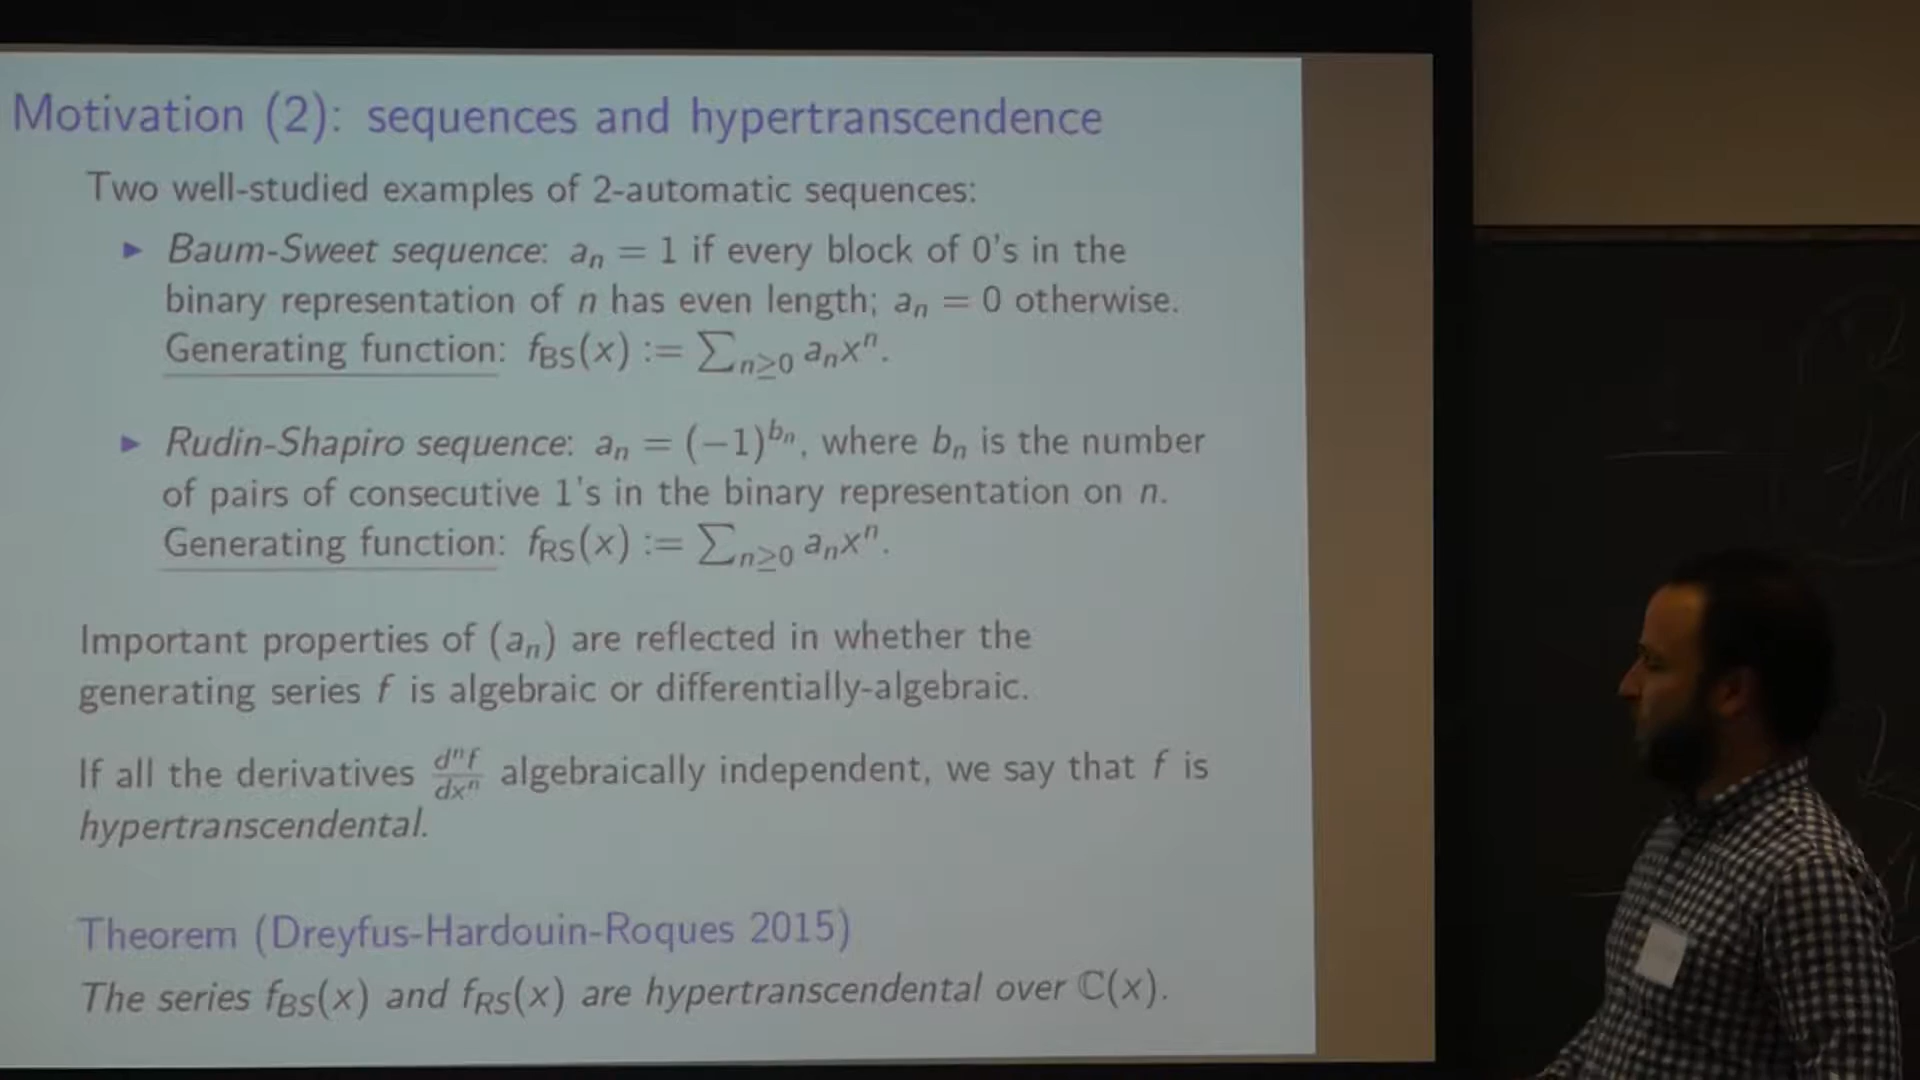 Motivation (2): sequences and hypertranscendence
Two well-studied examples of 2-automatic sequences:
▶ Baum-Sweet sequence: aₙ = 1 if every block of 0's in the
binary representation of n has even length; aₙ = 0 otherwise.
Generating function: f_BS(x) := ∑_{n≥0} aₙxⁿ.
▶ Rudin-Shapiro sequence: aₙ = (−1)^{bₙ}, where bₙ is the number
of pairs of consecutive 1's in the binary representation on n.
Generating function: f_RS(x) := ∑_{n≥0} aₙxⁿ.
Important properties of (aₙ) are reflected in whether the
generating series f is algebraic or differentially-algebraic.
If all the derivatives dⁿf/dxⁿ algebraically independent, we say that f is
hypertranscendental.
Theorem (Dreyfus-Hardouin-Roques 2015)
The series f_BS(x) and f_RS(x) are hypertranscendental over ℂ(x).